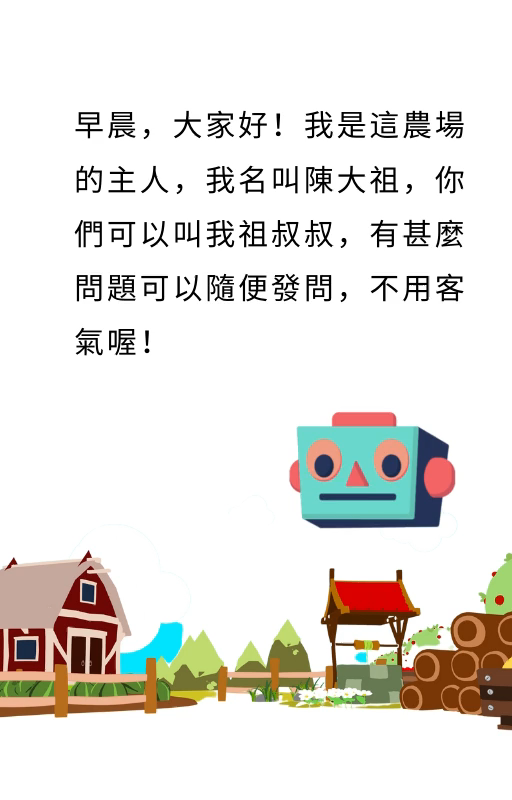 早晨，大家好！我是這農場
的主人，我名叫陳大祖，你
們可以叫我祖叔叔，有甚麼
問題可以隨便發問，不用客
氣喔！